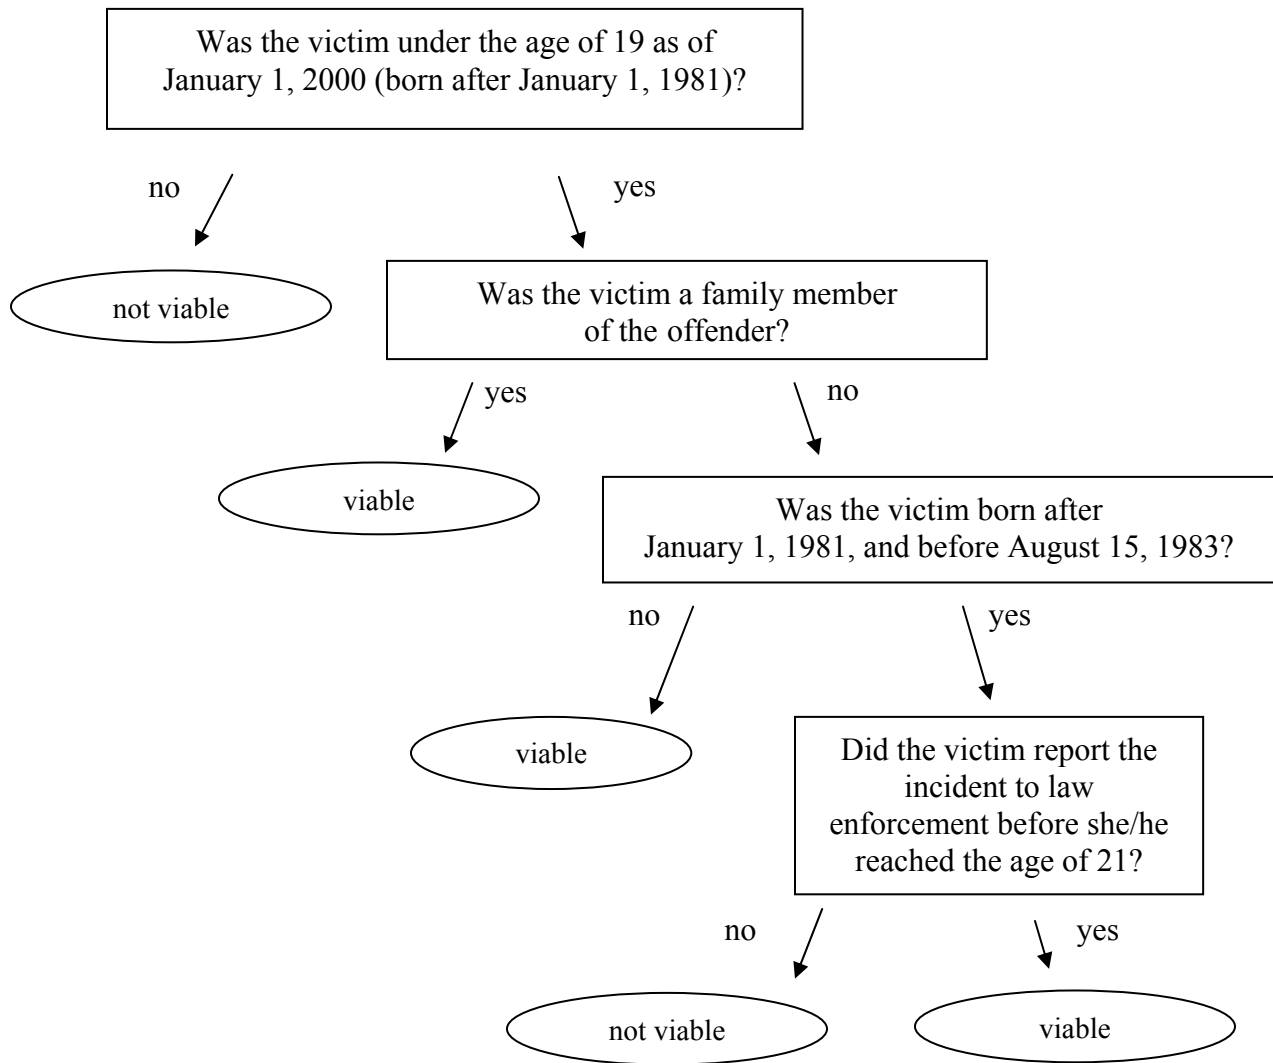 Was the victim under the age of 19 as of
January 1, 2000 (born after January 1, 1981)?
no
yes
not viable
Was the victim a family member
of the offender?
yes
no
viable
Was the victim born after
January 1, 1981, and before August 15, 1983?
no
yes
viable
Did the victim report the
incident to law
enforcement before she/he
reached the age of 21?
no
yes
not viable
viable